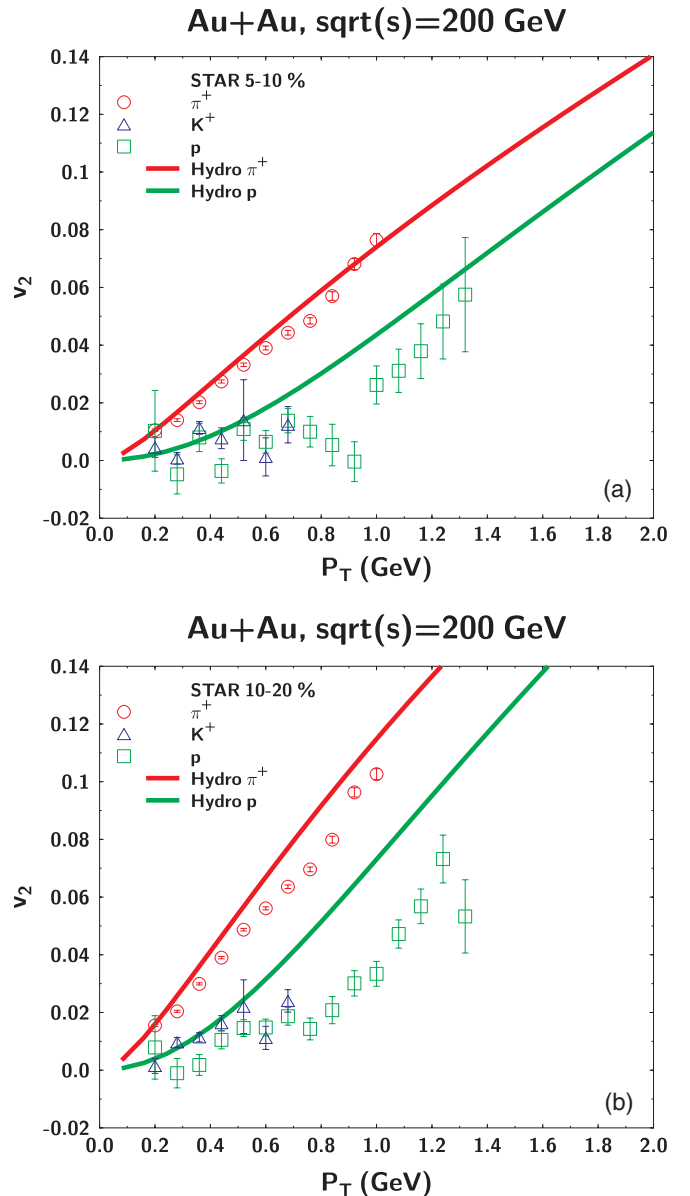 Au+Au, sqrt(s)=200 GeV
0.14
0.12
0.1
0.08
0.06
0.04
0.02
0.0
-0.02
v₂
STAR 5-10 %
π⁺
K⁺
p
Hydro π⁺
Hydro p
(a)
0.0 0.2 0.4 0.6 0.8 1.0 1.2 1.4 1.6 1.8 2.0
P_T (GeV)
Au+Au, sqrt(s)=200 GeV
0.14
0.12
0.1
0.08
0.06
0.04
0.02
0.0
-0.02
v₂
STAR 10-20 %
π⁺
K⁺
p
Hydro π⁺
Hydro p
(b)
0.0 0.2 0.4 0.6 0.8 1.0 1.2 1.4 1.6 1.8 2.0
P_T (GeV)